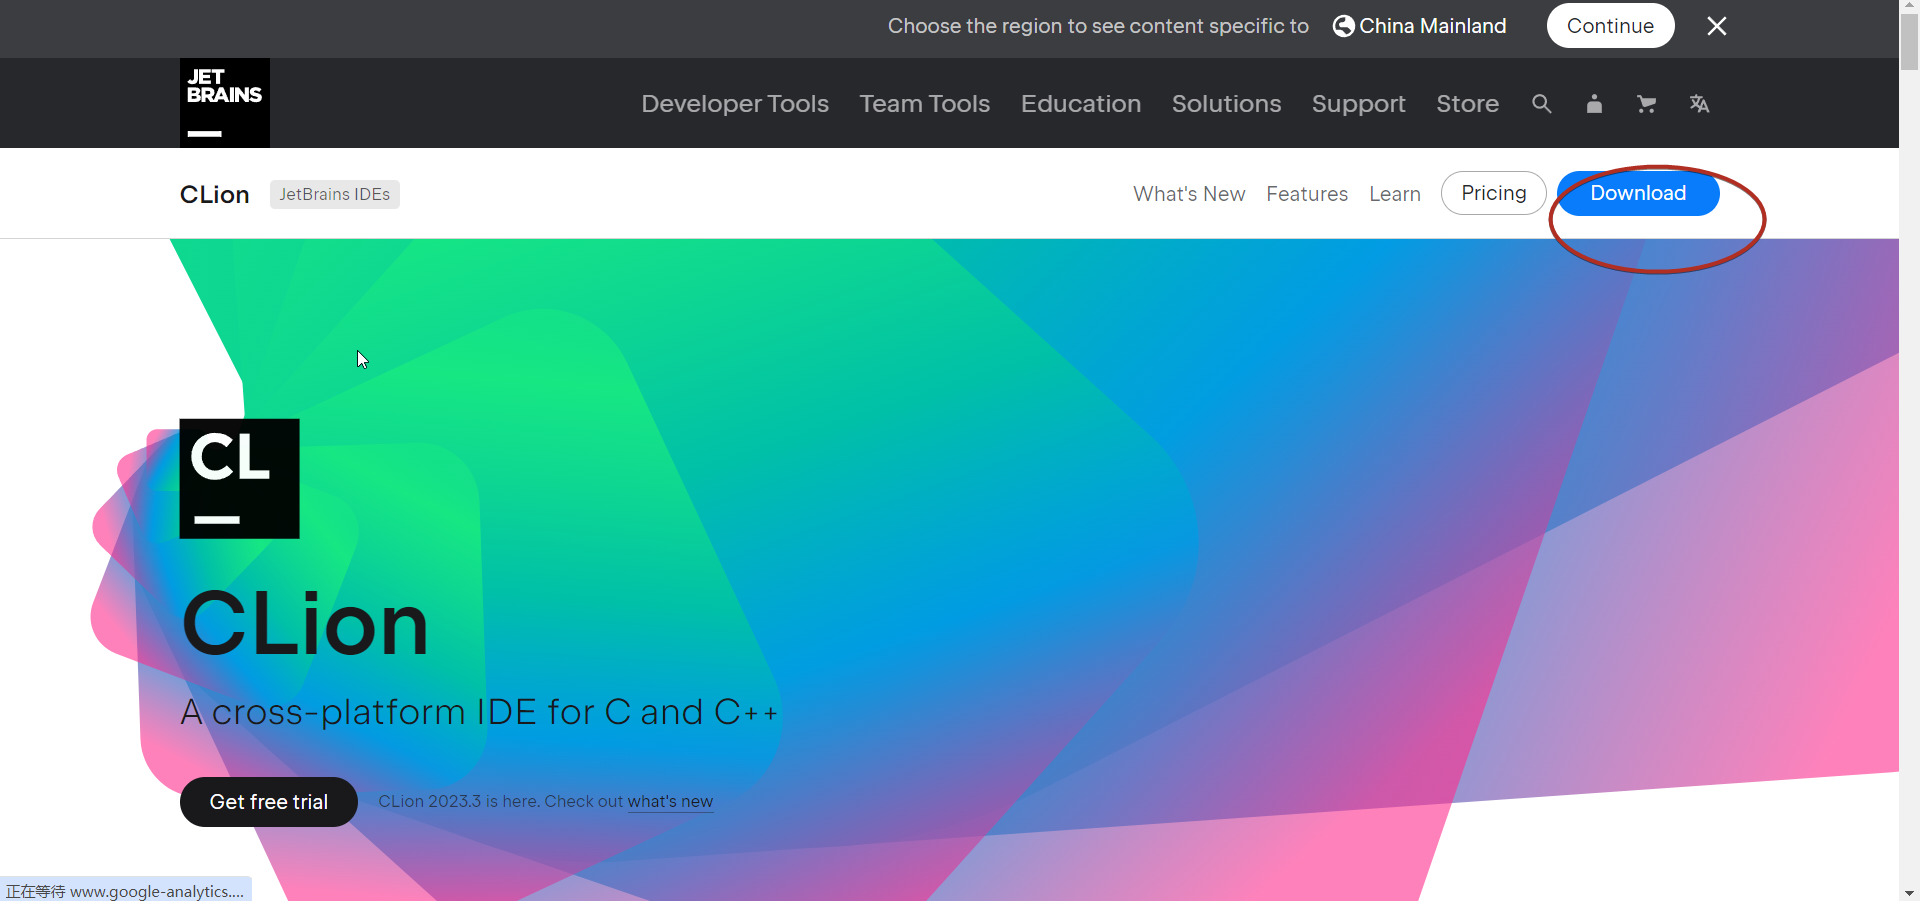 Choose the region to see content specific to China Mainland Continue
JET
BRAINS
Developer Tools Team Tools Education Solutions Support Store
CLion JetBrains IDEs What's New Features Learn Pricing Download
CL
CLion
A cross-platform IDE for C and C++
Get free trial CLion 2023.3 is here. Check out what's new
正在等待 www.google-analytics....